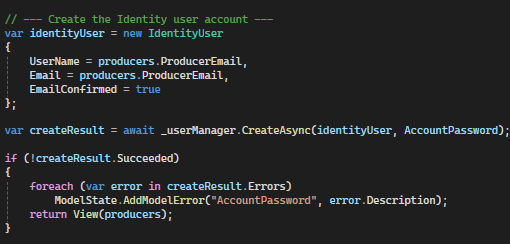 // --- Create the Identity user account ---
var identityUser = new IdentityUser
{
    UserName = producers.ProducerEmail,
    Email = producers.ProducerEmail,
    EmailConfirmed = true
};
var createResult = await _userManager.CreateAsync(identityUser, AccountPassword);
if (!createResult.Succeeded)
{
    foreach (var error in createResult.Errors)
        ModelState.AddModelError("AccountPassword", error.Description);
    return View(producers);
}